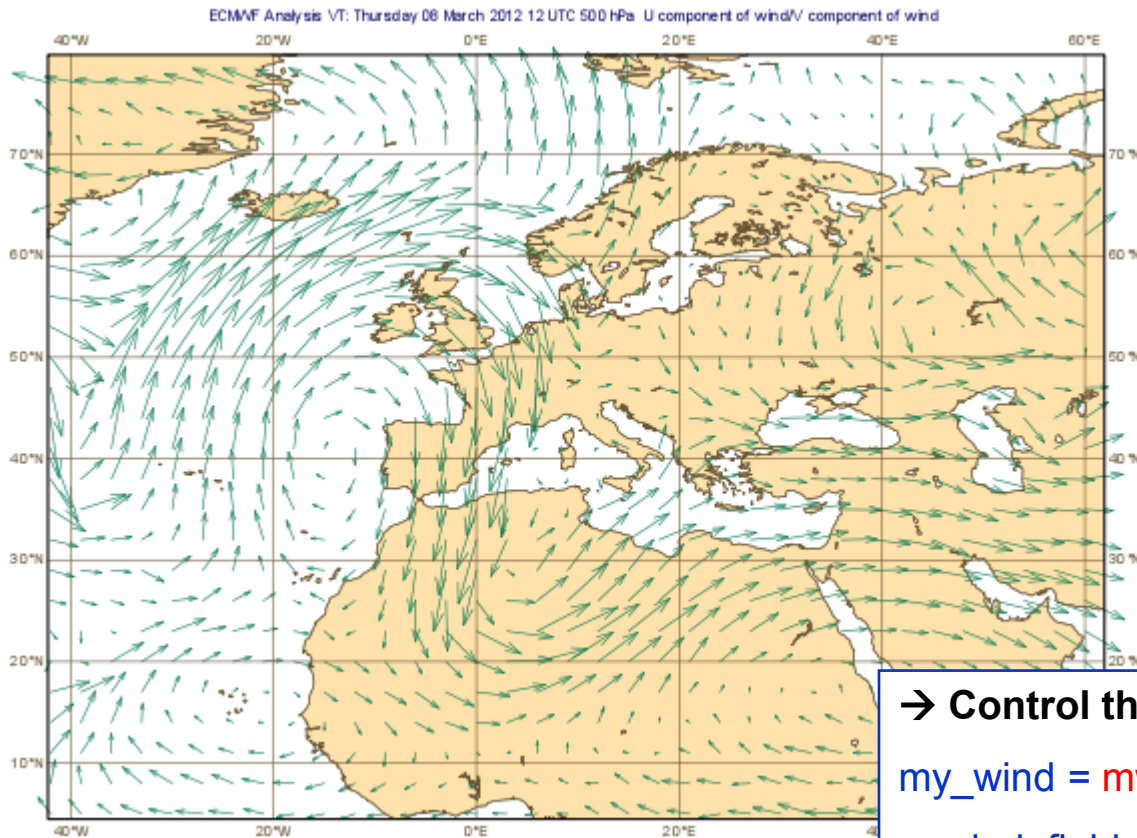 ECMWF Analysis VT: Thursday 08 March 2012 12 UTC 500 hPa U component of wind/V component of wind
40°W 20°W 0°E 20°E 40°E 60°E
70°N 70°N
60°N 60°N
50°N 50°N
40°N 40°N
30°N 30°N
20°N 20°N
→ Control th
10°N
my_wind = m
40°W 20°W 0°E 20°E